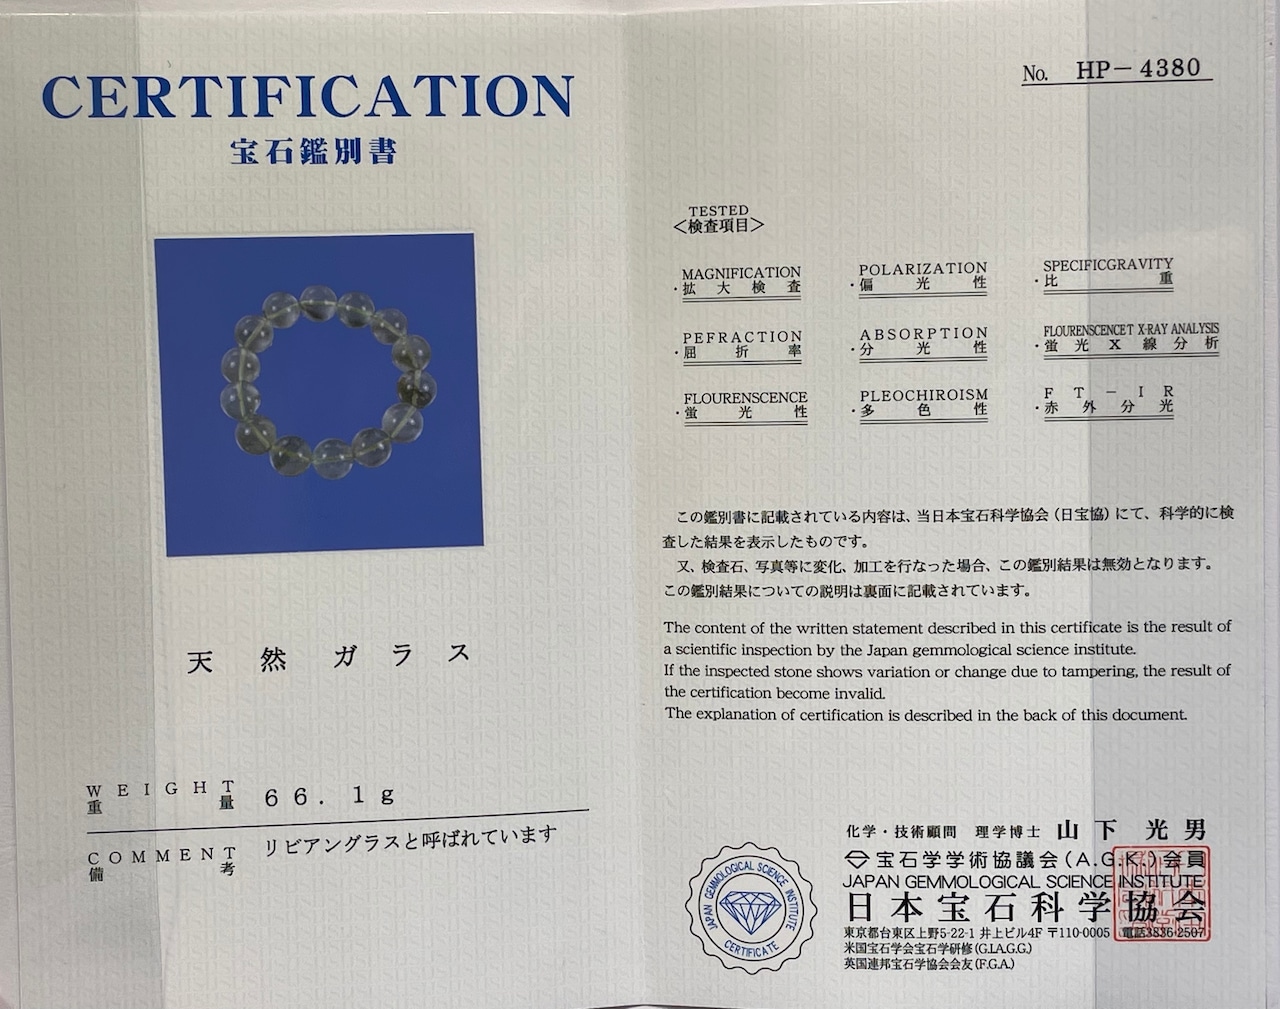 CERTIFICATION
宝石鑑別書
天然ガラス
WEIGHT
重量
66.1g
COMMENT
備考
リビアングラスと呼ばれています
No. HP－4380
TESTED
＜検査項目＞
MAGNIFICATION
・拡大検査
POLARIZATION
・偏光性
SPECIFICGRAVITY
・比重
PEFRACTION
・屈折率
ABSORPTION
・分光性
FLOURENSCENCET X-RAY ANALYSIS
・蛍光X線分析
FLOURENSCENCE
・蛍光性
PLEOCHIROISM
・多色性
FT－IR
・赤外分光
この鑑別書に記載されている内容は、当日本宝石科学協会（日宝協）にて、科学的に検
査した結果を表示したものです。
又、検査石、写真等に変化、加工を行なった場合、この鑑別結果は無効となります。
この鑑別結果についての説明は裏面に記載されています。
The content of the written statement described in this certificate is the result of
a scientific inspection by the Japan gemmological science institute.
If the inspected stone shows variation or change due to tampering, the result of
the certification become invalid.
The explanation of certification is described in the back of this document.
JAPAN GEMMOLOGICAL SCIENCE INSTITUTE
CERTIFICATE
化学・技術顧問 理学博士 山下 光男
宝石学学術協議会(A.G.K.)会員
JAPAN GEMMOLOGICAL SCIENCE INSTITUTE
日本宝石科学協会
東京都台東区上野5-22-1 井上ビル4F 〒110-0005 電話3836-2507
米国宝石学会宝石学研修(G.I.A.G.G.)
英国連邦宝石学協会会友(F.G.A.)